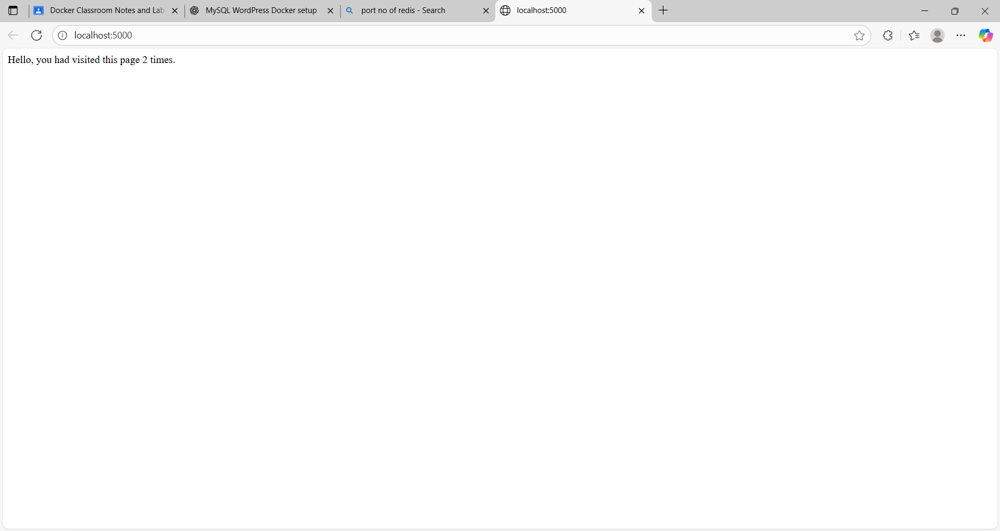 Docker Classroom Notes and Lab
MySQL WordPress Docker setup
port no of redis - Search
localhost:5000
localhost:5000
Hello, you had visited this page 2 times.